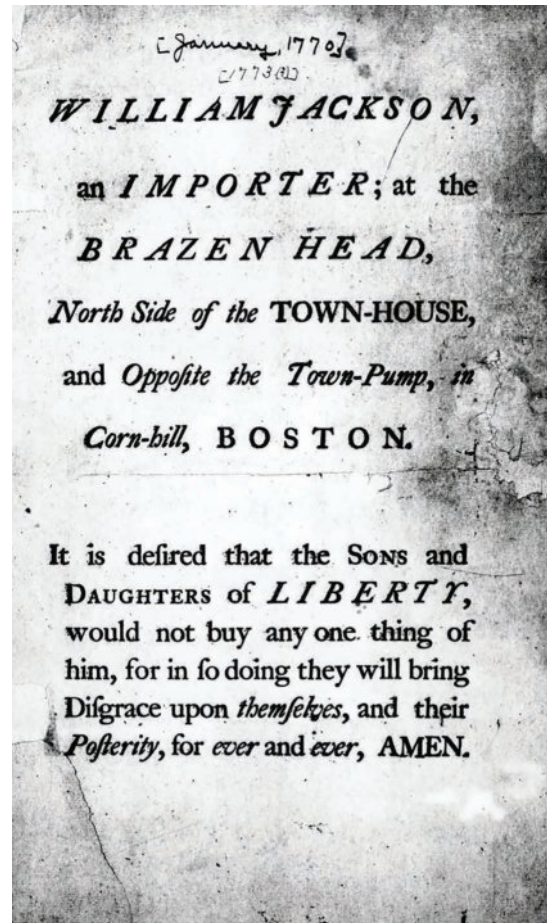 [January, 1770].
[1773(?)]
WILLIAM JACKSON,
an IMPORTER; at the
BRAZEN HEAD,
North Side of the TOWN-HOUSE,
and Oppoſite the Town-Pump, in
Corn-hill, BOSTON.
It is deſired that the SONS and
DAUGHTERS of LIBERTY,
would not buy any one thing of
him, for in ſo doing they will bring
Diſgrace upon themſelves, and their
Poſterity, for ever and ever, AMEN.